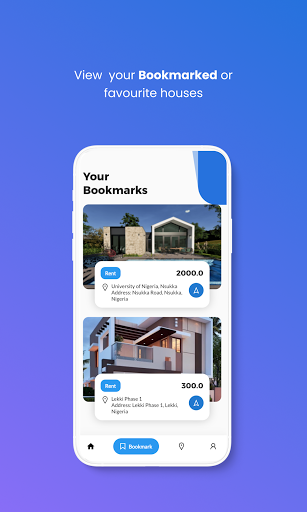 View your Bookmarked or
favourite houses
Your
Bookmarks
Rent
2000.0
University of Nigeria, Nsukka
Address: Nsukka Road, Nsukka,
Nigeria
Rent
300.0
Lekki Phase 1
Address: Lekki Phase 1, Lekki,
Nigeria
Bookmark